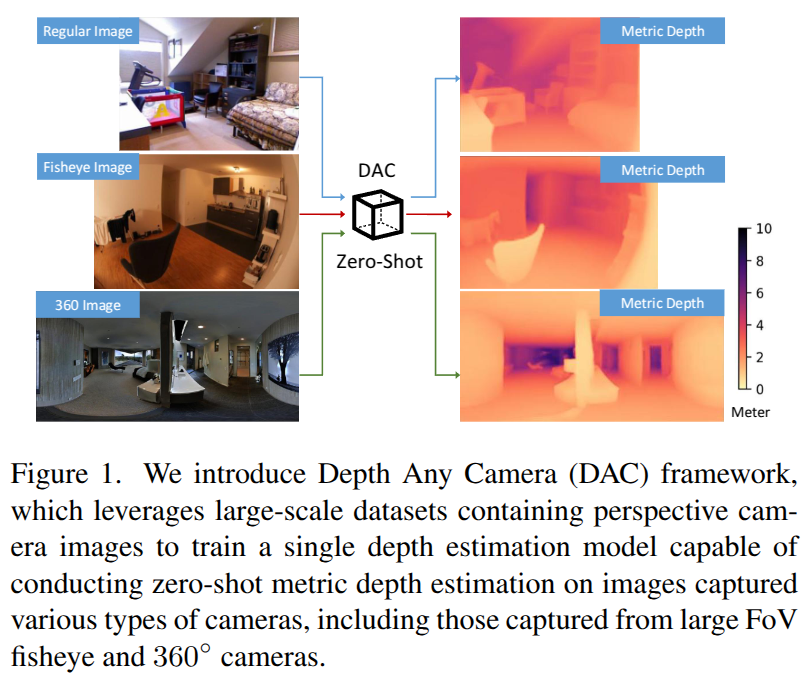 Regular Image
Metric Depth
Fisheye Image
DAC
Metric Depth
Zero-Shot
360 Image
Metric Depth
10
8
6
4
2
0
Meter
Figure 1. We introduce Depth Any Camera (DAC) framework,
which leverages large-scale datasets containing perspective cam-
era images to train a single depth estimation model capable of
conducting zero-shot metric depth estimation on images captured
various types of cameras, including those captured from large FoV
fisheye and 360° cameras.